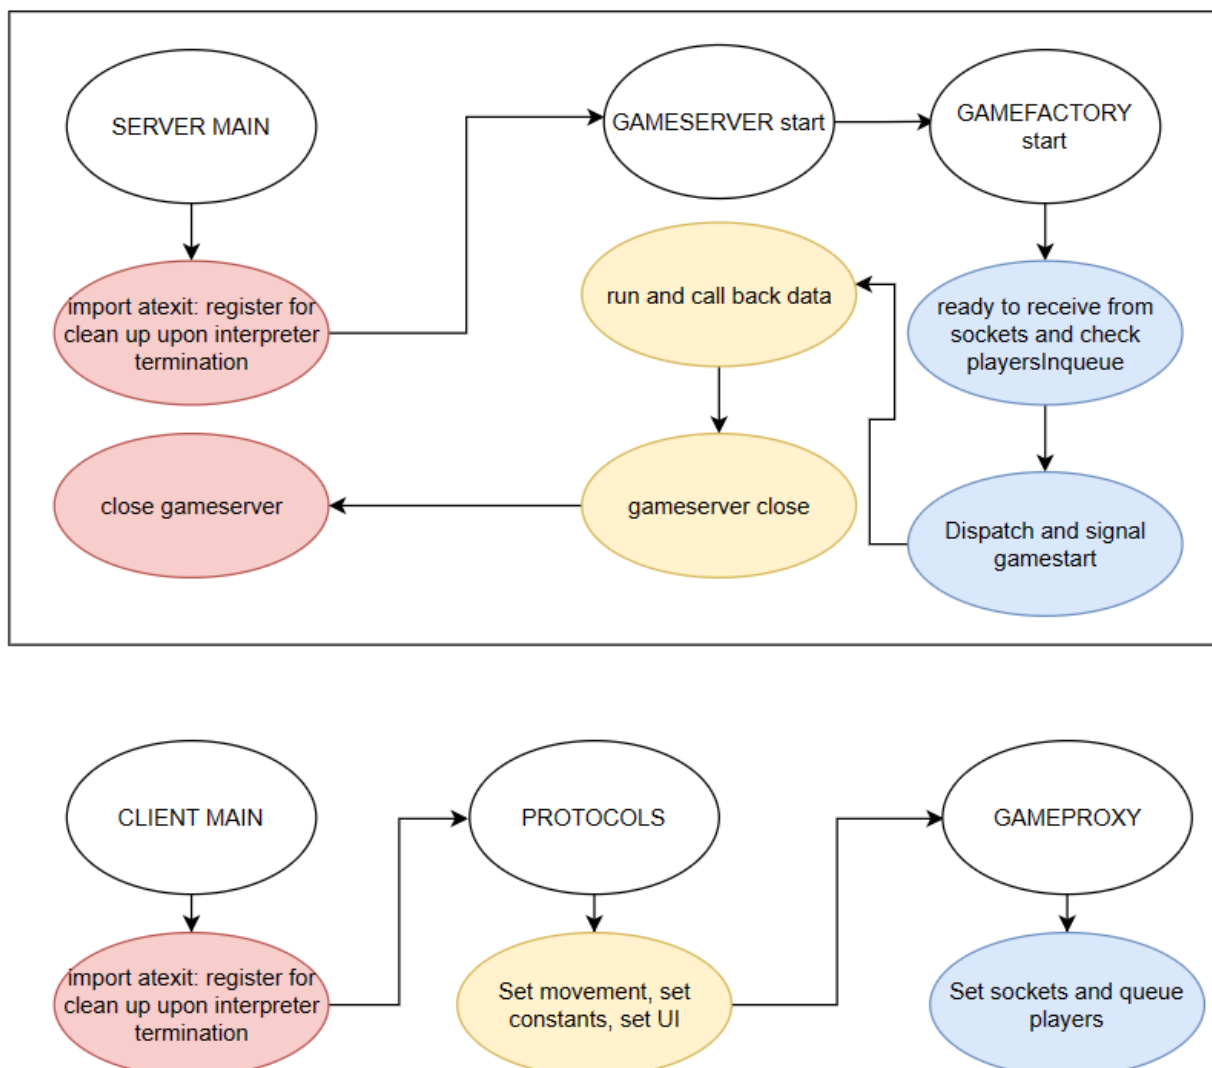 SERVER MAIN
GAMESERVER start
GAMEFACTORY
start
import atexit: register for
clean up upon interpreter
termination
run and call back data
ready to receive from
sockets and check
playersInqueue
close gameserver
gameserver close
Dispatch and signal
gamestart
CLIENT MAIN
PROTOCOLS
GAMEPROXY
import atexit: register for
clean up upon interpreter
termination
Set movement, set
constants, set UI
Set sockets and queue
players